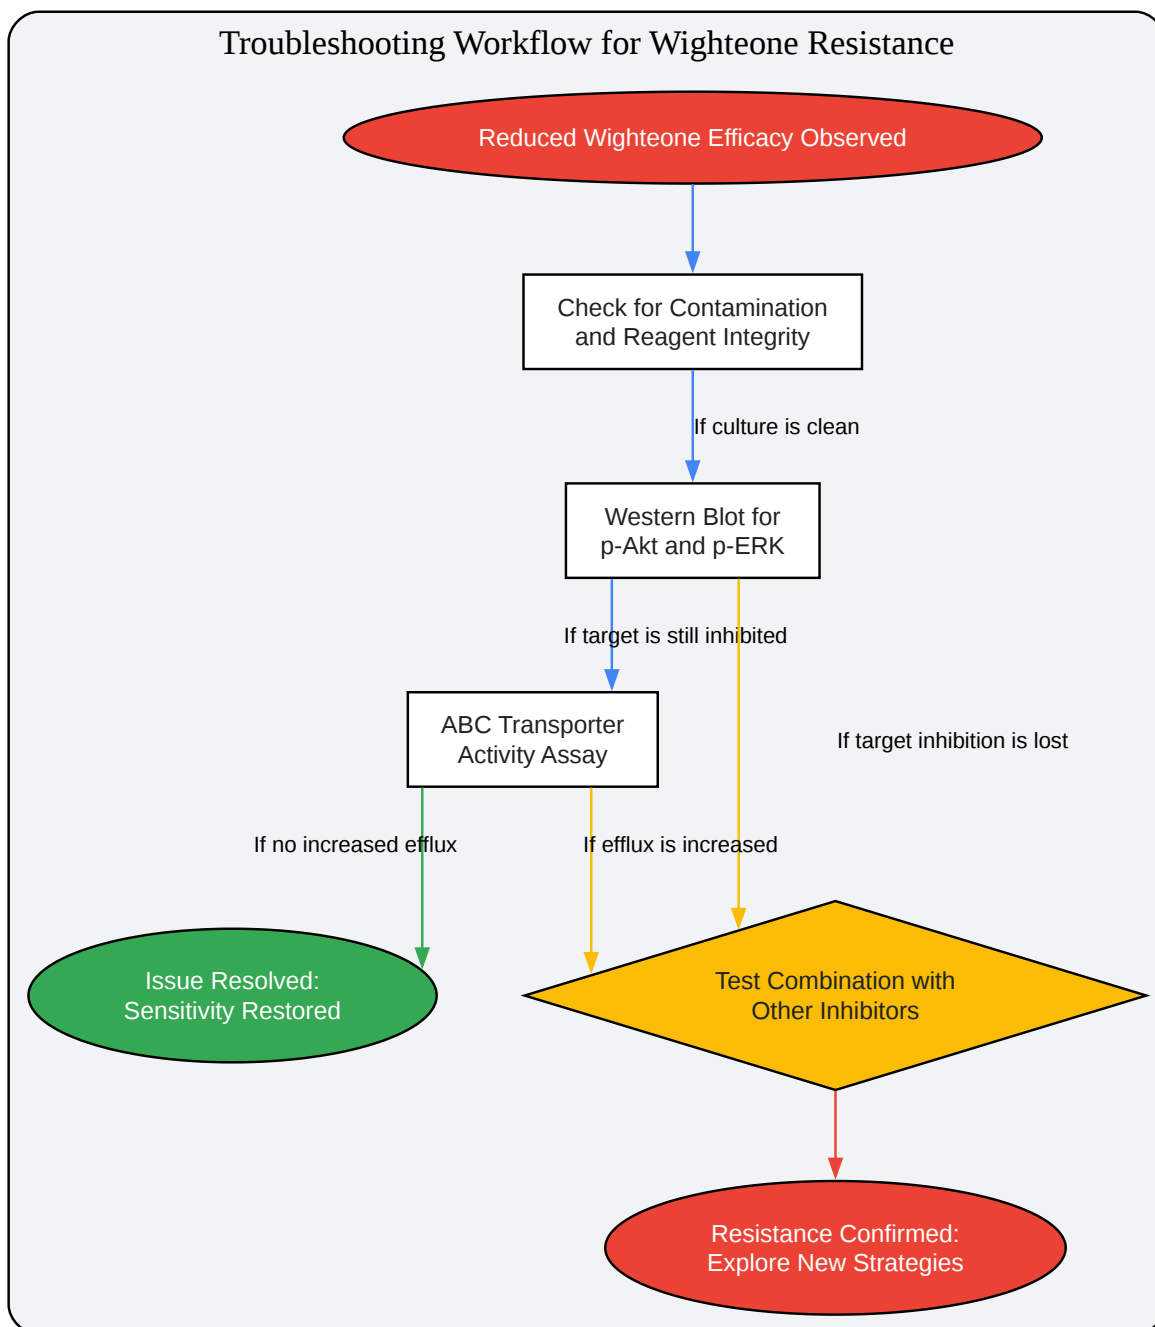 Troubleshooting Workflow for Wighteone Resistance
Reduced Wighteone Efficacy Observed
Check for Contamination
and Reagent Integrity
If culture is clean
Western Blot for
p-Akt and p-ERK
If target is still inhibited
ABC Transporter
Activity Assay
If target inhibition is lost
If no increased efflux
If efflux is increased
Issue Resolved:
Sensitivity Restored
Test Combination with
Other Inhibitors
Resistance Confirmed:
Explore New Strategies